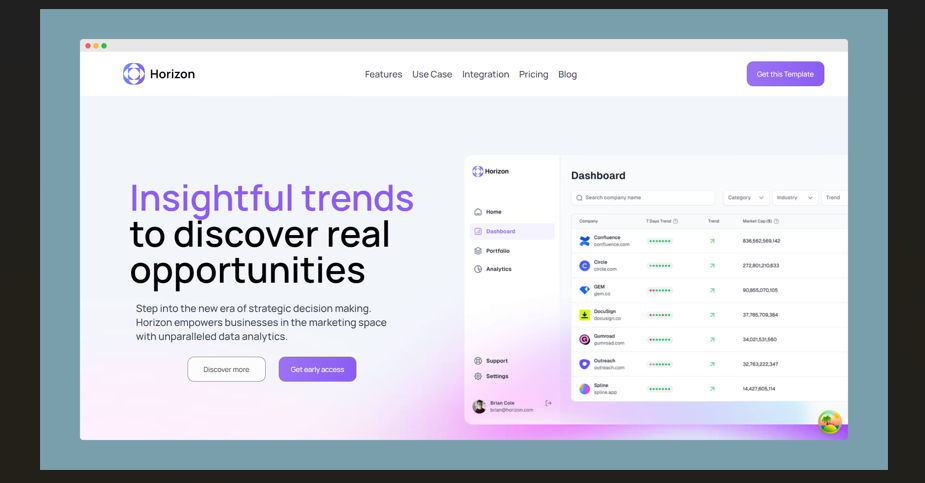 Horizon
Features Use Case Integration Pricing Blog
Get this Template
Insightful trends
to discover real
opportunities
Step into the new era of strategic decision making.
Horizon empowers businesses in the marketing space
with unparalleled data analytics.
Discover more
Get early access
Horizon
Home
Dashboard
Portfolio
Analytics
Support
Settings
Brian Cole
brian@horizon.com
Dashboard
Search company name
Category
Industry
Trend
Company 7 Days Trend Trend Market Cap ($)
Confluence
confluence.com
836,562,569,142
Circle
circle.com
272,801,210,633
GEM
gem.co
90,855,070,105
DocuSign
docusign.co
37,785,709,384
Gumroad
gumroad.com
34,021,531,560
Outreach
outreach.com
32,763,222,347
Spline
spline.app
14,427,605,114